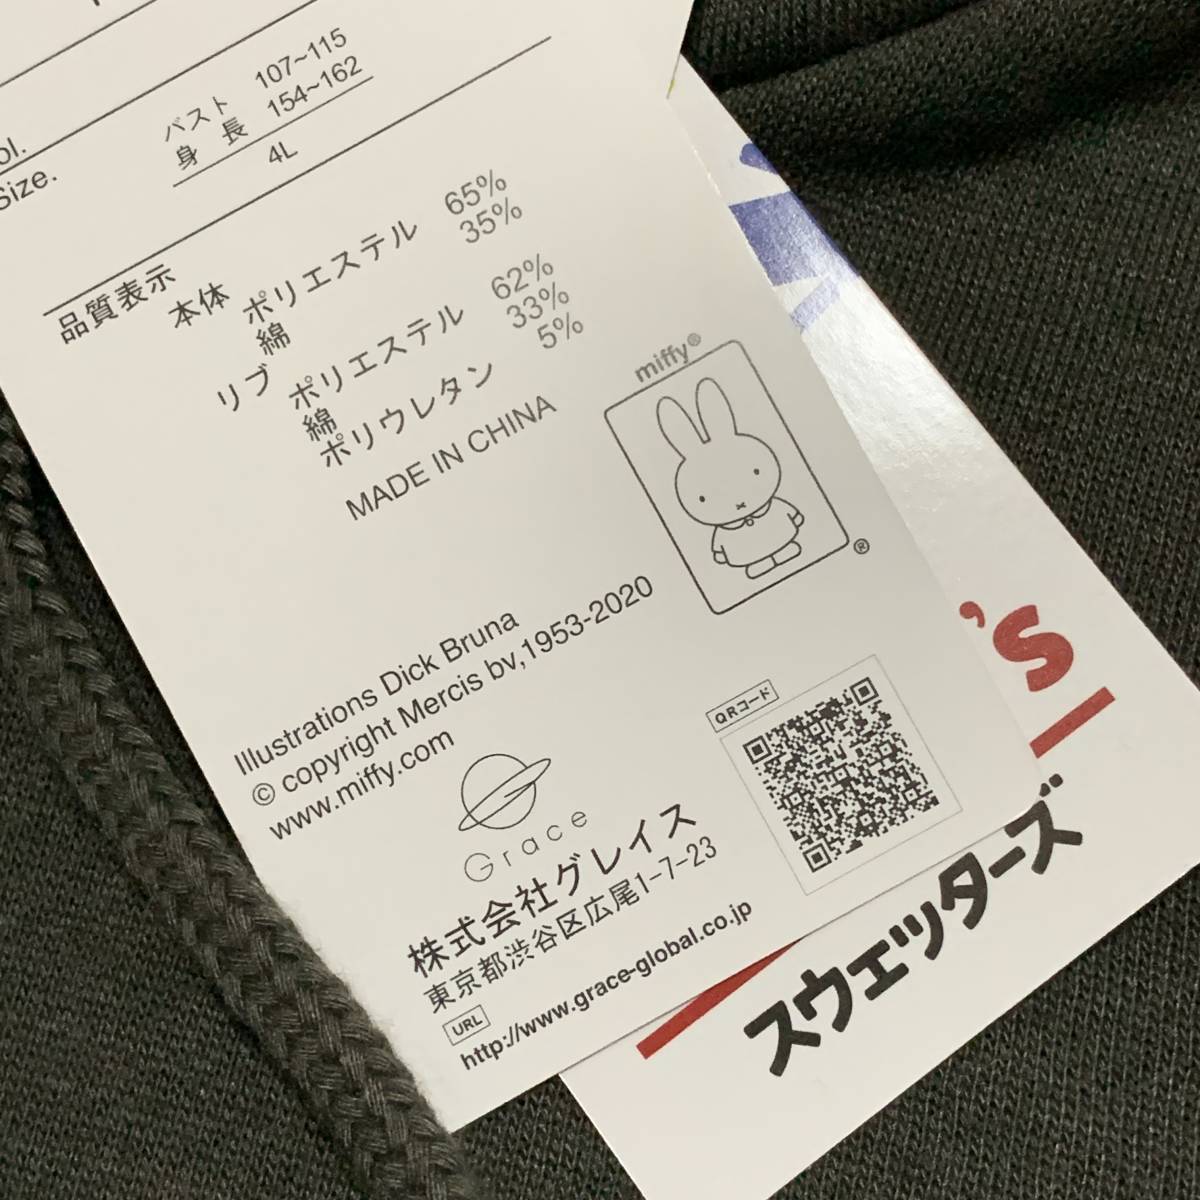 Size.
バスト 107~115
身 長 154~162
4L
品質表示
本体 ポリエステル 65%
綿 35%
リブ ポリエステル 62%
綿 33%
ポリウレタン 5%
MADE IN CHINA
miffy®
®
Illustrations Dick Bruna
© copyright Mercis bv,1953-2020
www.miffy.com
Grace
QRコード
株式会社グレイス
東京都渋谷区広尾1-7-23
URL
http://www.grace-global.co.jp
's
スウェッターズ